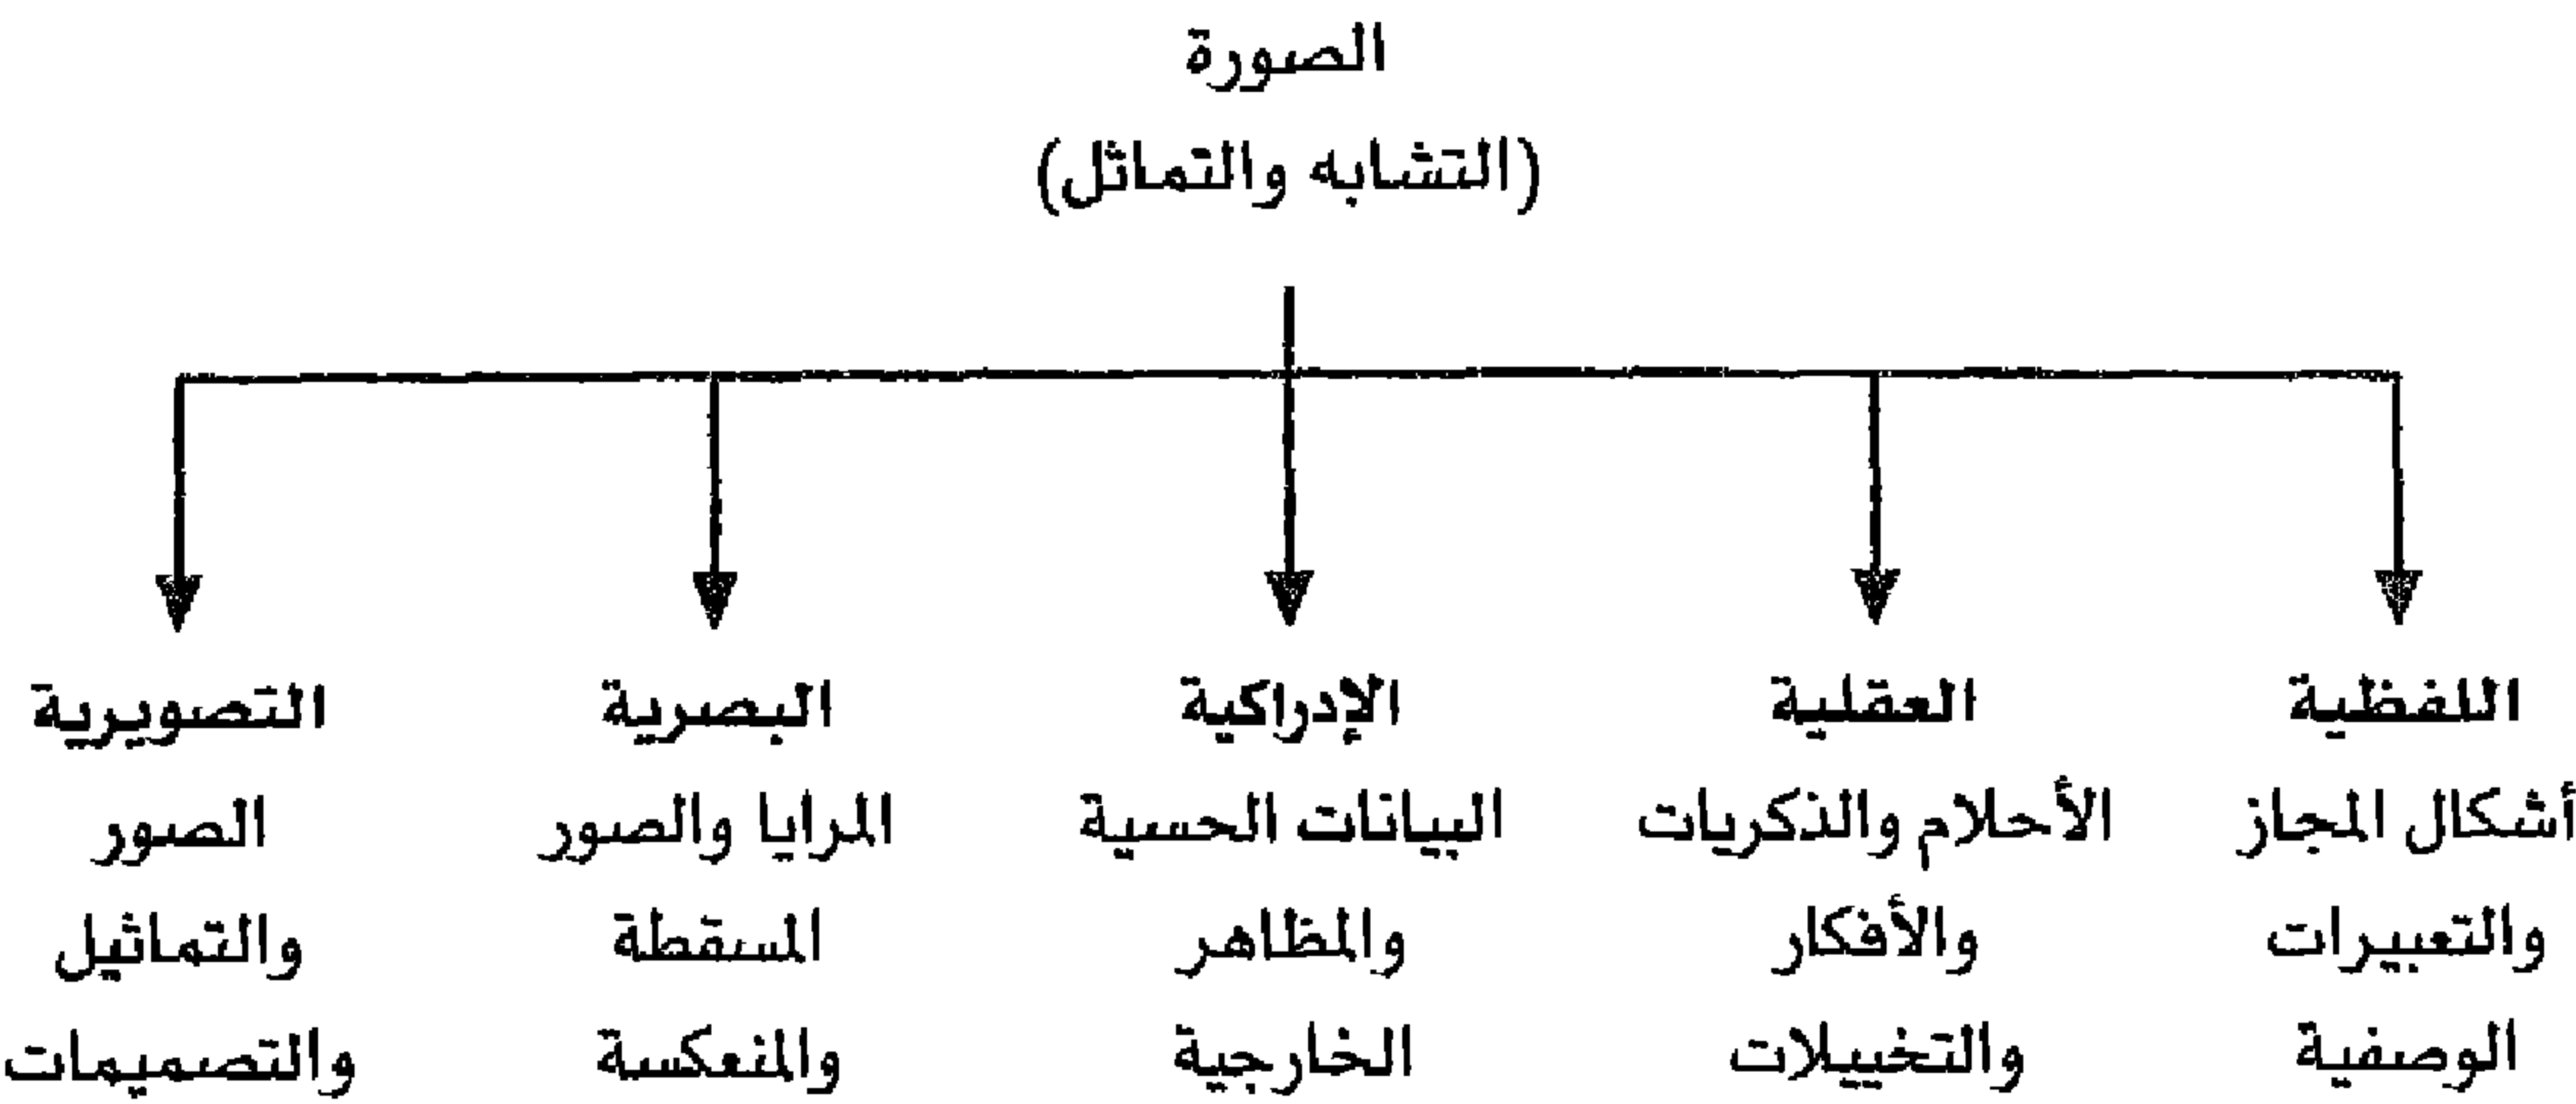 الصورة
(التشابه والتماثل)
اللفظية
أشكال المجاز
والتعبيرات
الوصفية
العقلية
الأحلام والذكريات
والأفكار
والتخييلات
الإدراكية
البيانات الحسية
والمظاهر
الخارجية
البصرية
المرايا والصور
المسقطة
والمنعكسة
التصويرية
الصور
والتماثيل
والتصميمات